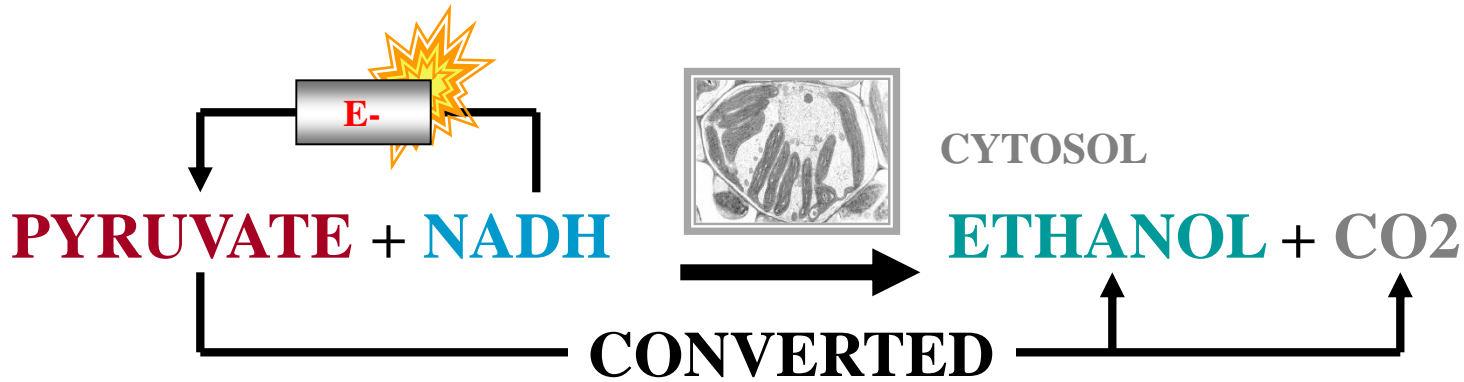 E-
CYTOSOL
PYRUVATE + NADH
ETHANOL + CO2
CONVERTED